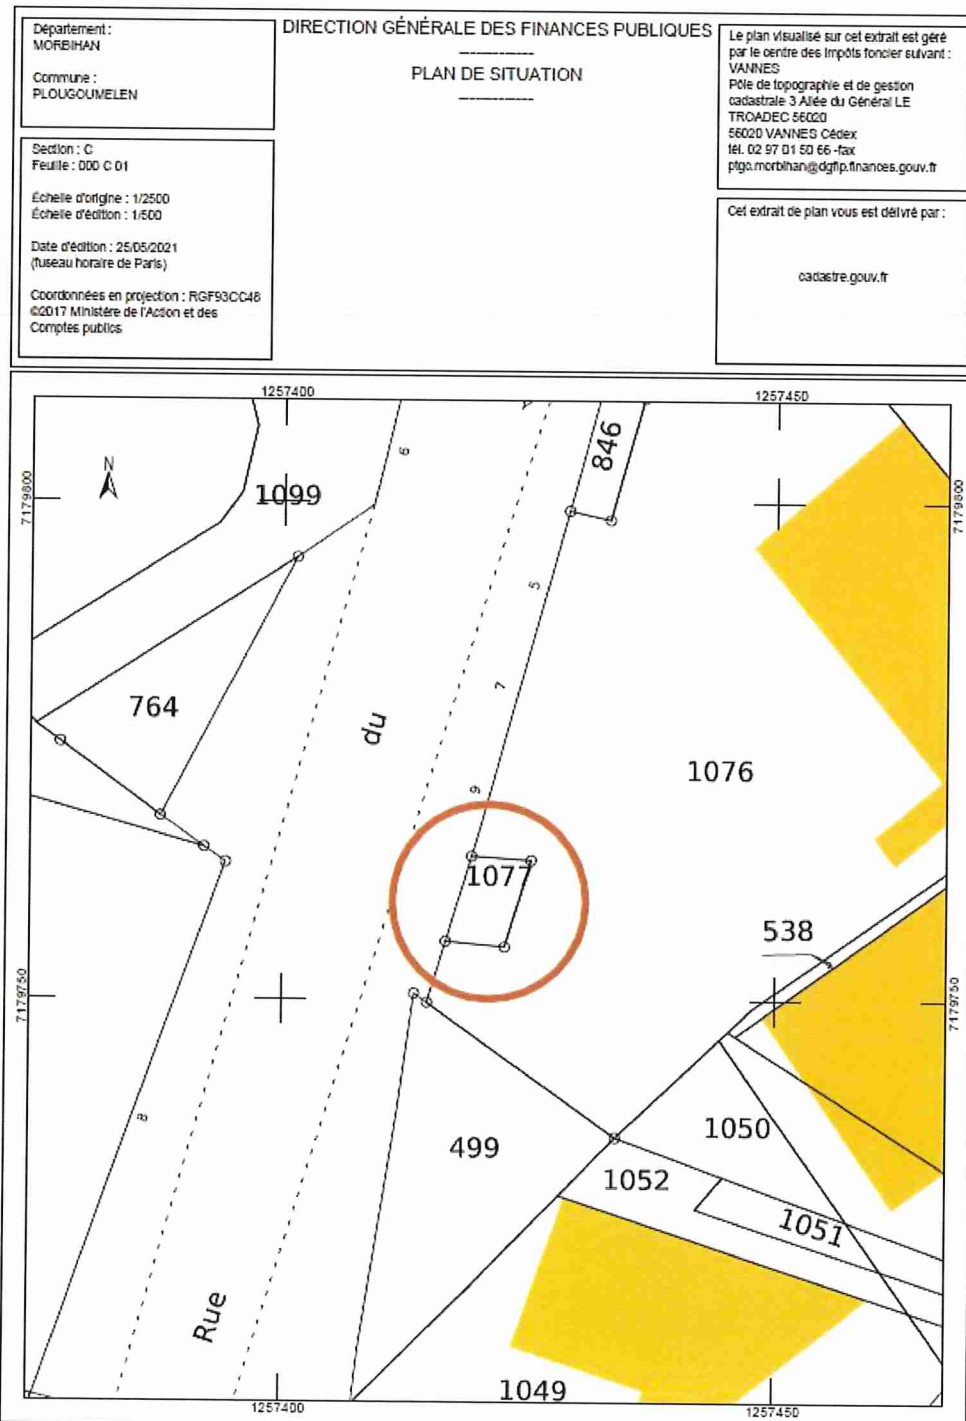 Département :
MORBIHAN
Commune :
PLOUGOUMELEN
Section : C
Feuille : 000 C 01
Échelle d'origine : 1/2500
Échelle d'édition : 1/500
Date d'édition : 25/05/2021
(fuseau horaire de Paris)
Coordonnées en projection : RGF93CC48
©2017 Ministère de l'Action et des
Comptes publics
DIRECTION GÉNÉRALE DES FINANCES PUBLIQUES
PLAN DE SITUATION
Le plan visualisé sur cet extrait est géré
par le centre des impôts foncier suivant :
VANNES
Pôle de topographie et de gestion
cadastrale 3 Allée du Général LE
TROADEC 56020
56020 VANNES Cédex
tél. 02 97 01 50 66 -fax
ptgc.morbihan@dgfip.finances.gouv.fr
Cet extrait de plan vous est délivré par :
cadastre.gouv.fr
1257400
1257450
7179800
7179800
N
1099
6
846
5
764
7
du
1076
9
1077
538
7179750
7179750
8
499
1050
1052
1051
Rue
1049
1257400
1257450